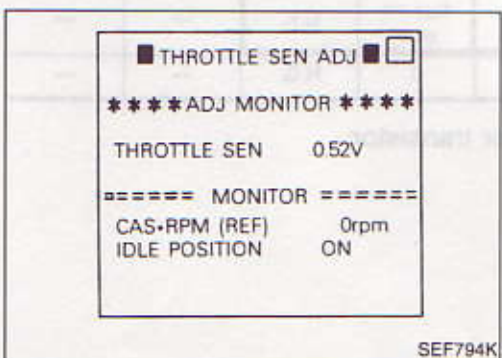 ■ THROTTLE SEN ADJ ■ □
＊＊＊＊ADJ MONITOR ＊＊＊＊
THROTTLE SEN 0.52V
====== MONITOR ======
CAS•RPM (REF) 0rpm
IDLE POSITION ON
SEF794K